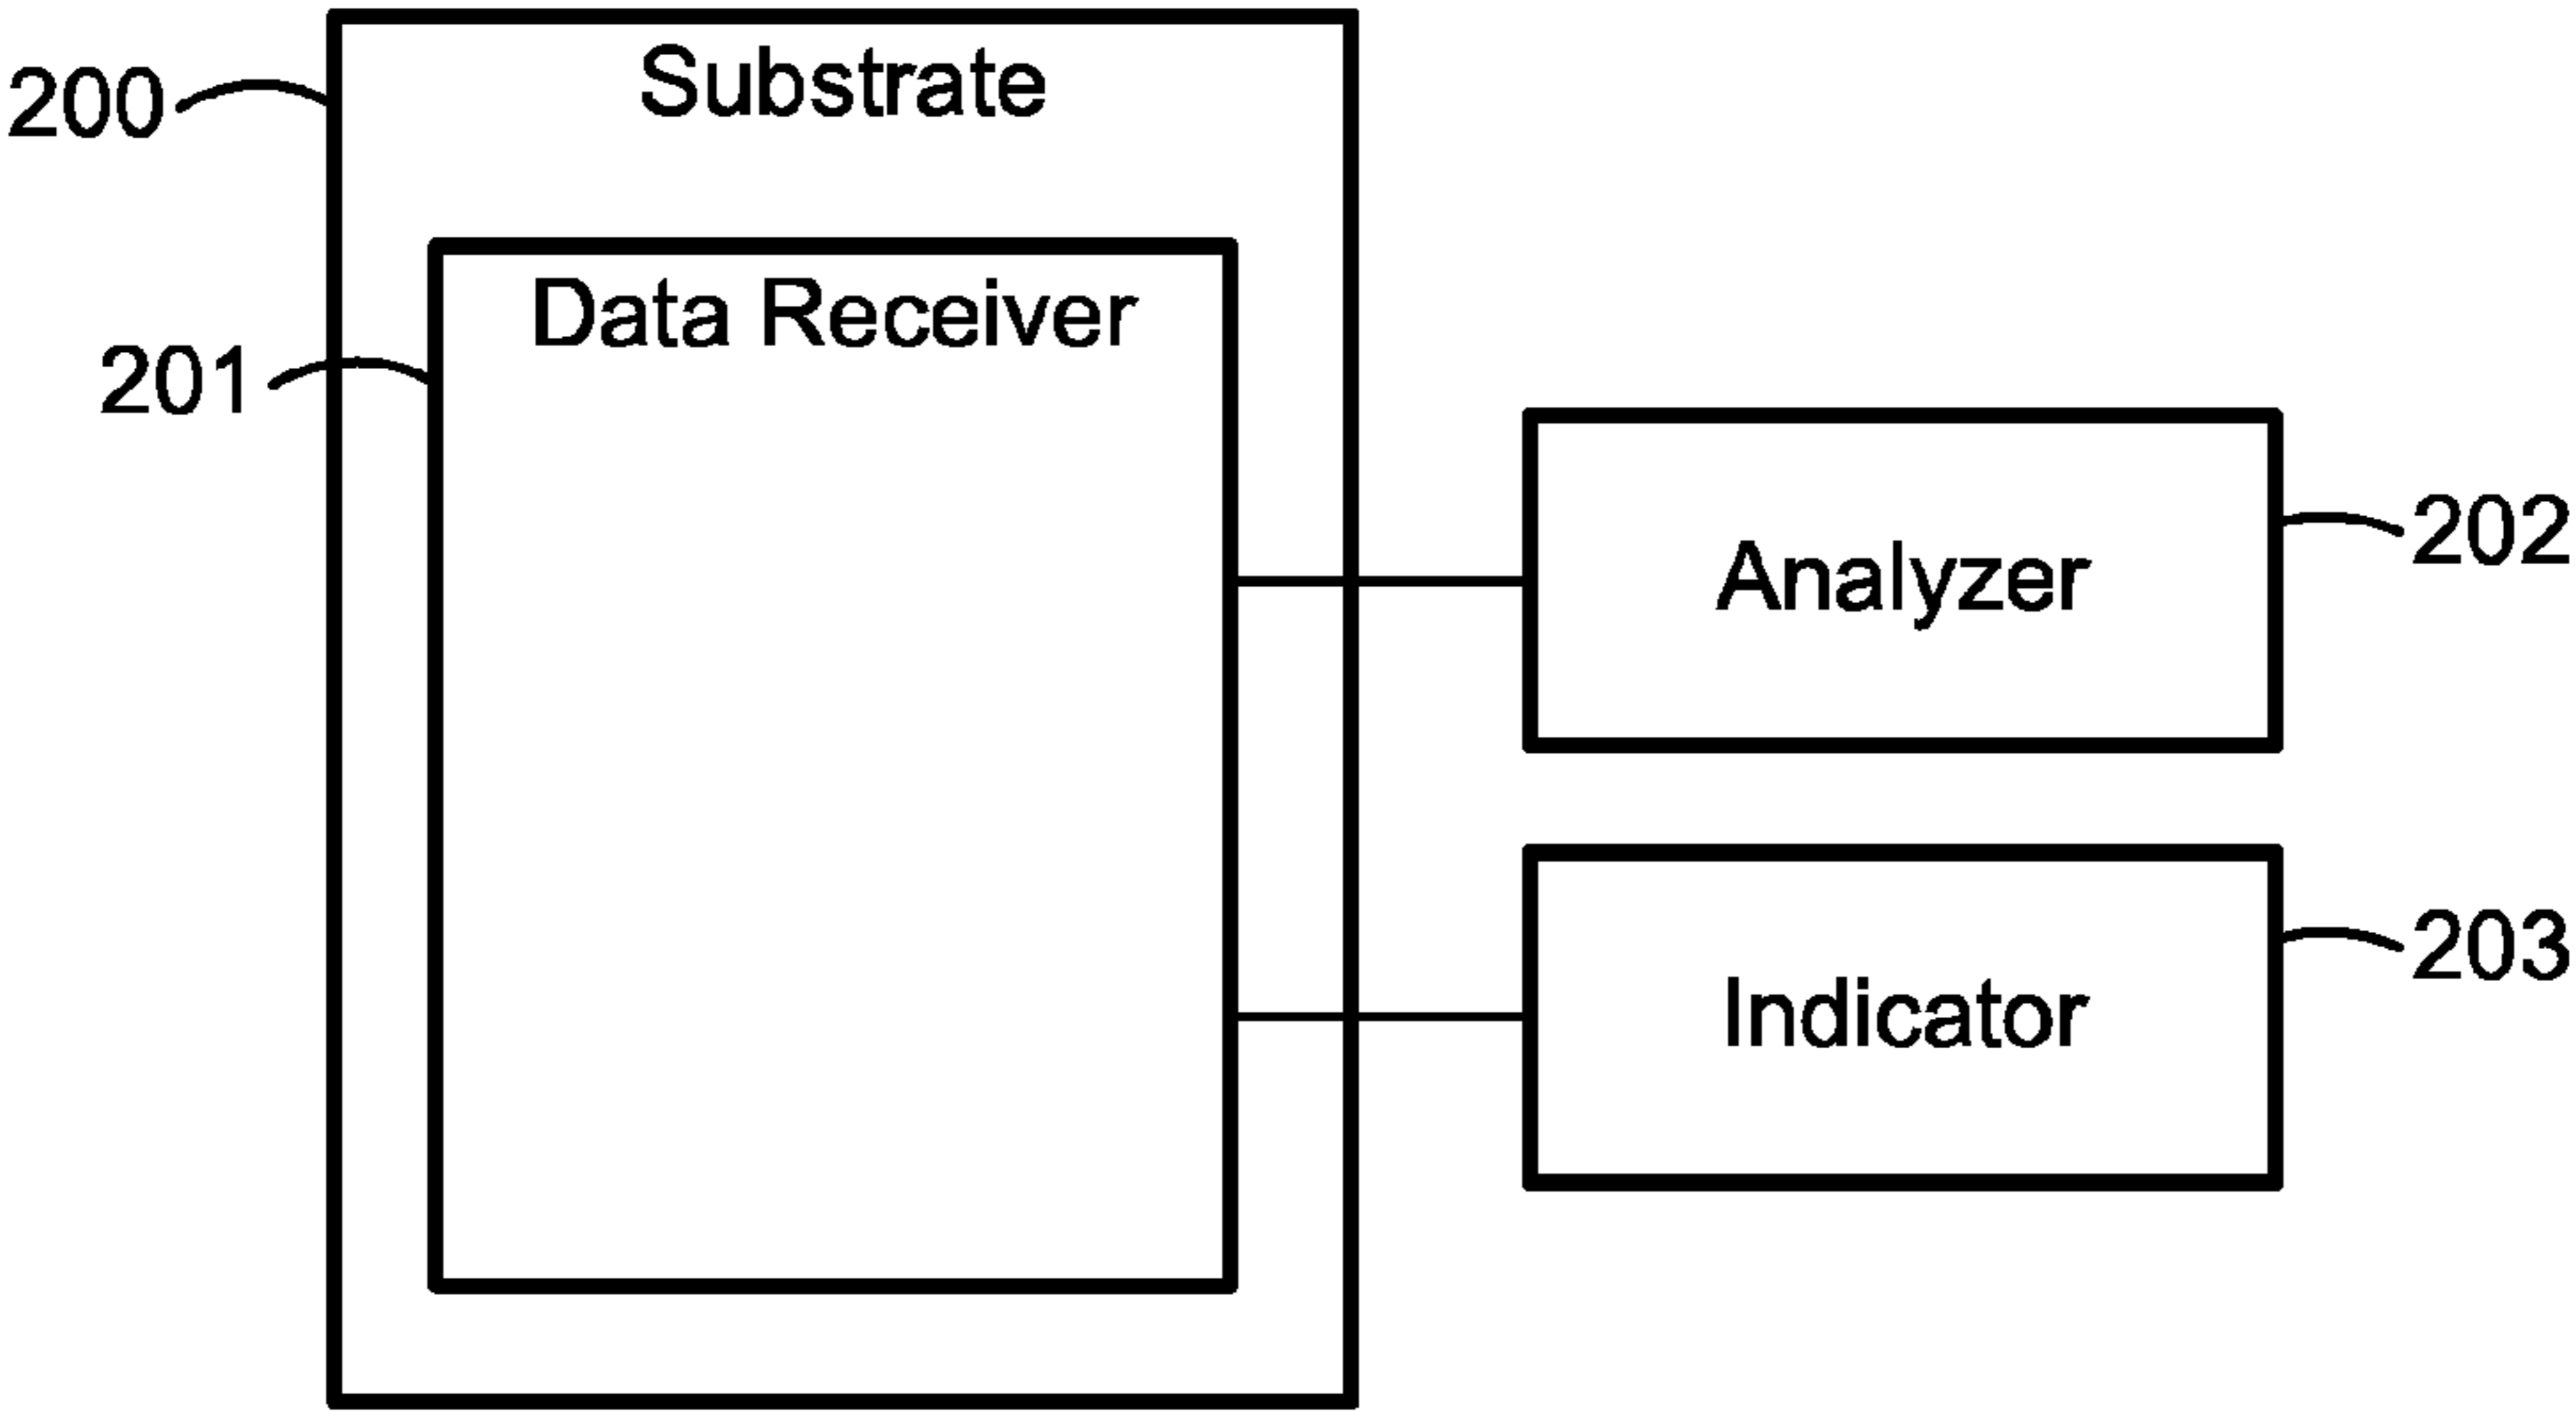 Substrate
200
Data Receiver
201
Analyzer
202
Indicator
203